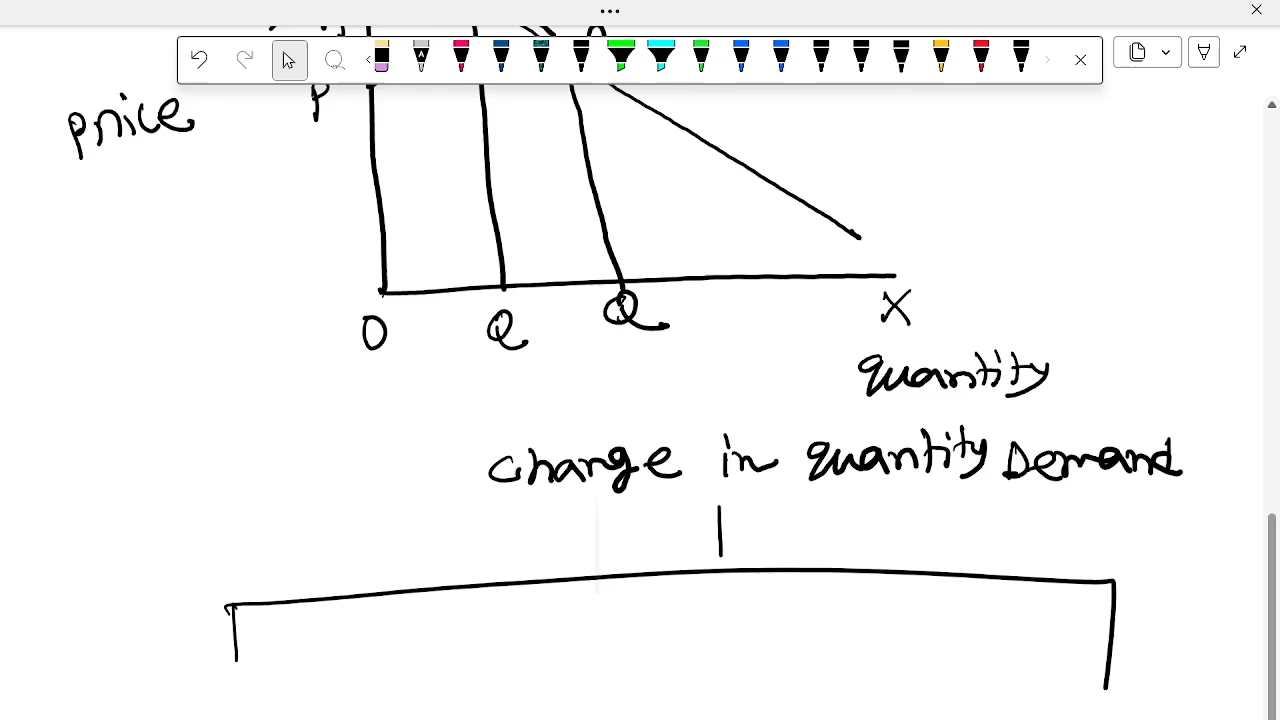 P
price
O Q Q X
quantity
change in quantity Demand